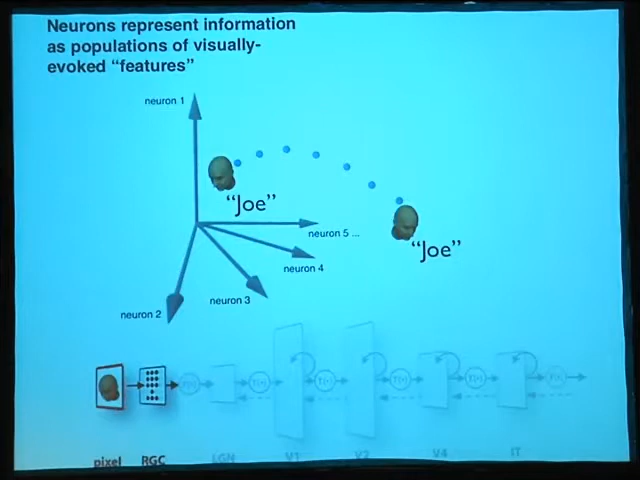 Neurons represent information
as populations of visually-
evoked “features”
neuron 1
“Joe”
neuron 5 ...
“Joe”
neuron 4
neuron 3
neuron 2
T(•)
T(•)
T(•)
T(•)
pixel
RGC
LGN
V1
V2
V4
IT